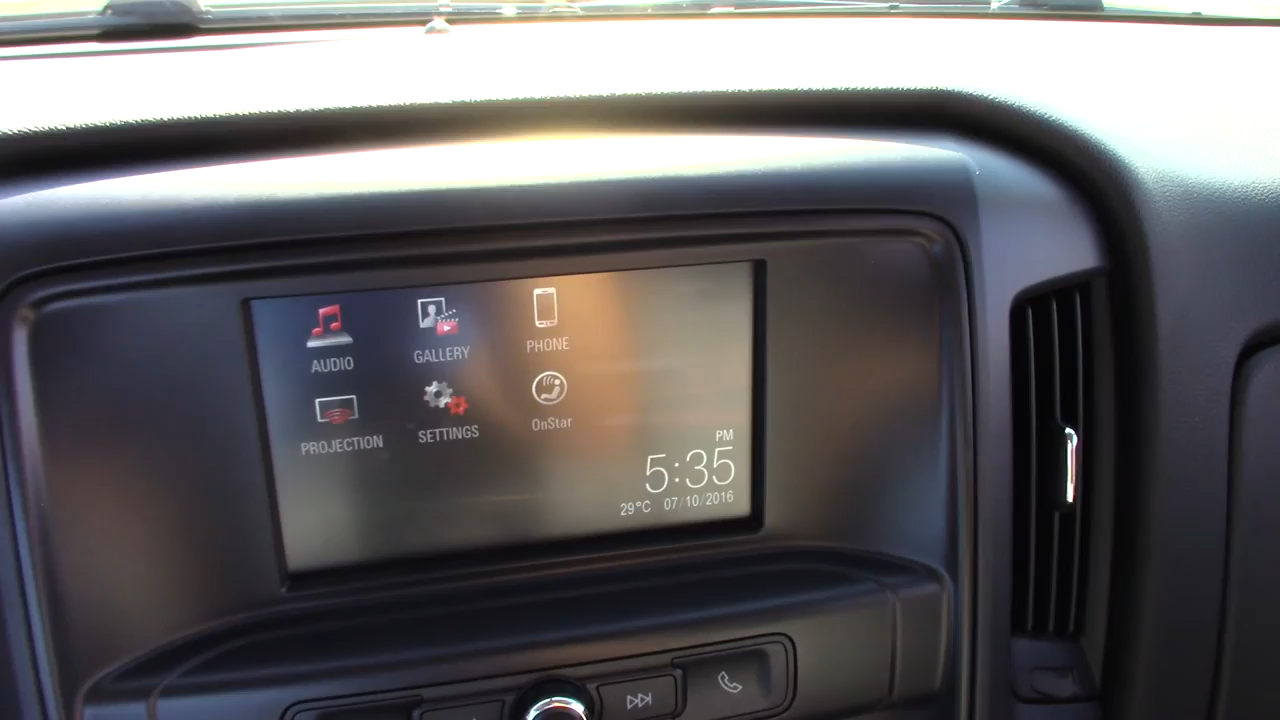 AUDIO GALLERY PHONE
PROJECTION SETTINGS OnStar
PM
5:35
29°C 07/10/2016